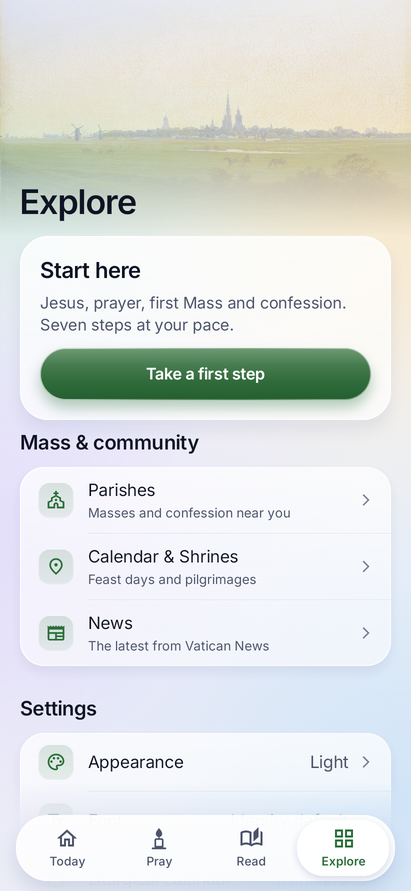 Explore
Start here
Jesus, prayer, first Mass and confession.
Seven steps at your pace.
Take a first step
Mass & community
Parishes
Masses and confession near you
Calendar & Shrines
Feast days and pilgrimages
News
The latest from Vatican News
Settings
Appearance
Light
Today
Pray
Read
Explore